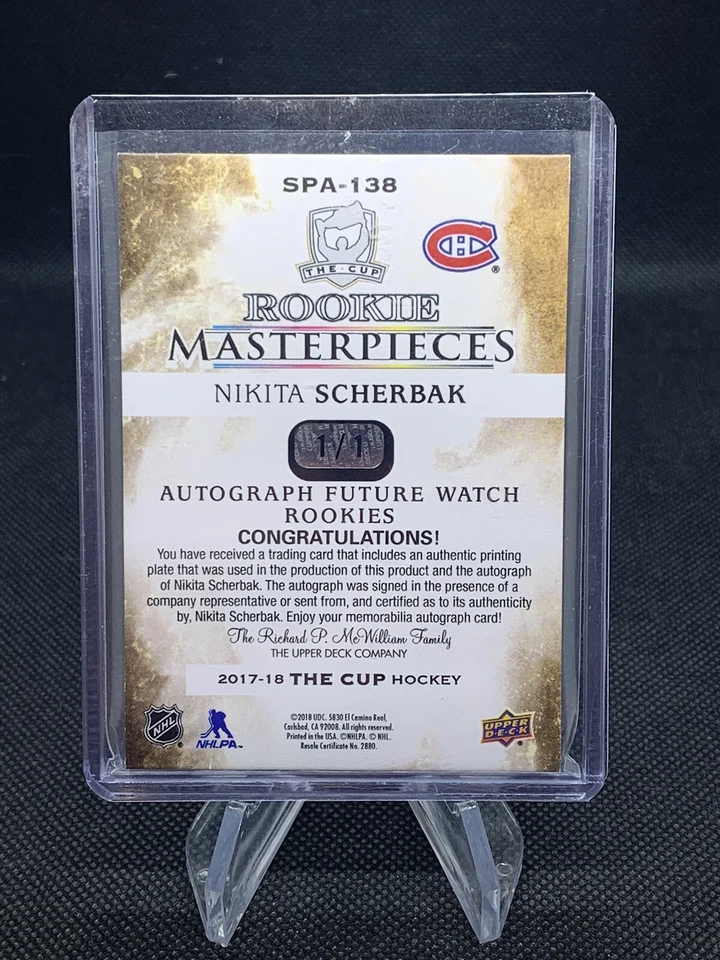 SPA-138
THE·CUP
ROOKIE
MASTERPIECES
NIKITA SCHERBAK
1/1
AUTOGRAPH FUTURE WATCH
ROOKIES
CONGRATULATIONS!
You have received a trading card that includes an authentic printing
plate that was used in the production of this product and the autograph
of Nikita Scherbak. The autograph was signed in the presence of a
company representative or sent from, and certified as to its authenticity
by, Nikita Scherbak. Enjoy your memorabilia autograph card!
The Richard P. McWilliam Family
THE UPPER DECK COMPANY
2017-18 THE CUP HOCKEY
NHL
®
NHLPA™
©2018 UDC. 5830 El Camino Real,
Carlsbad, CA 92008. All rights reserved.
Printed in the USA. ©NHLPA. © NHL.
Resale Certificate No. 2880.
UPPER
D·E·C·K